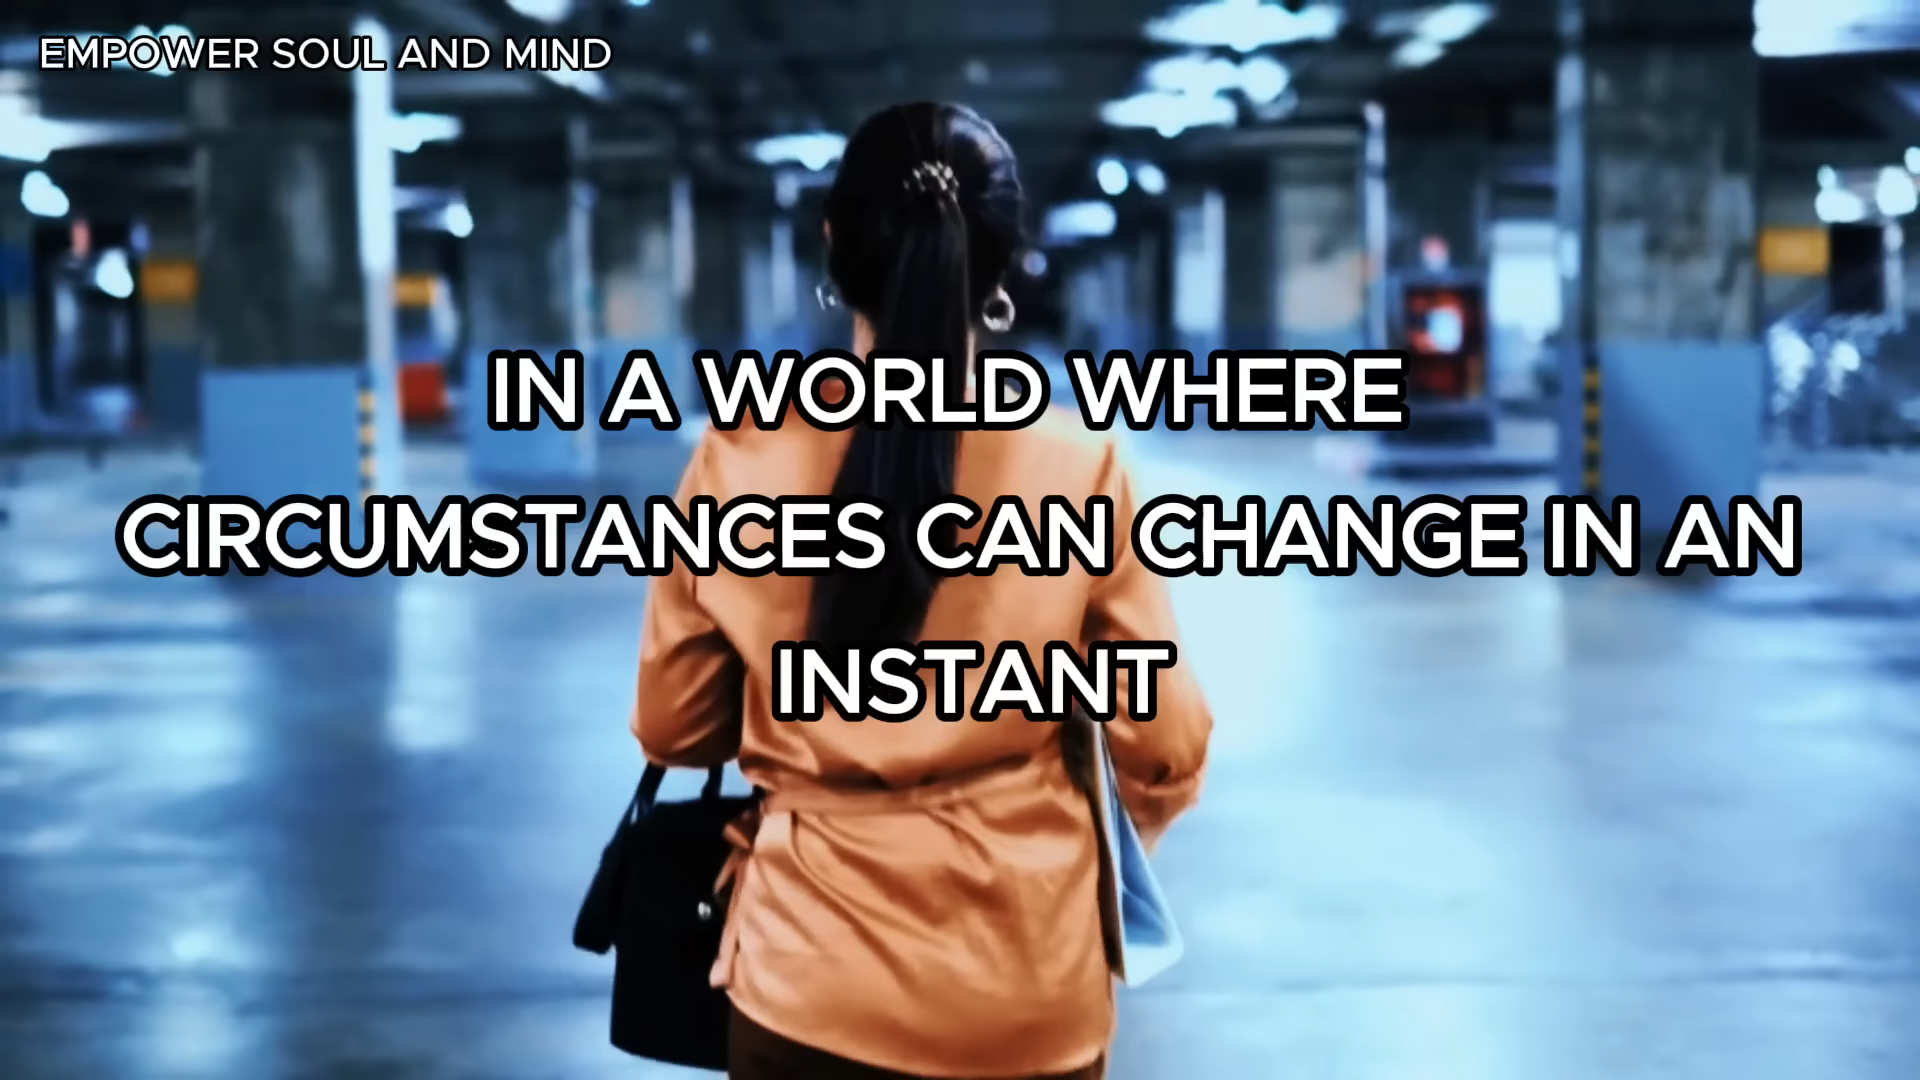 EMPOWER SOUL AND MIND
IN A WORLD WHERE
CIRCUMSTANCES CAN CHANGE IN AN
INSTANT